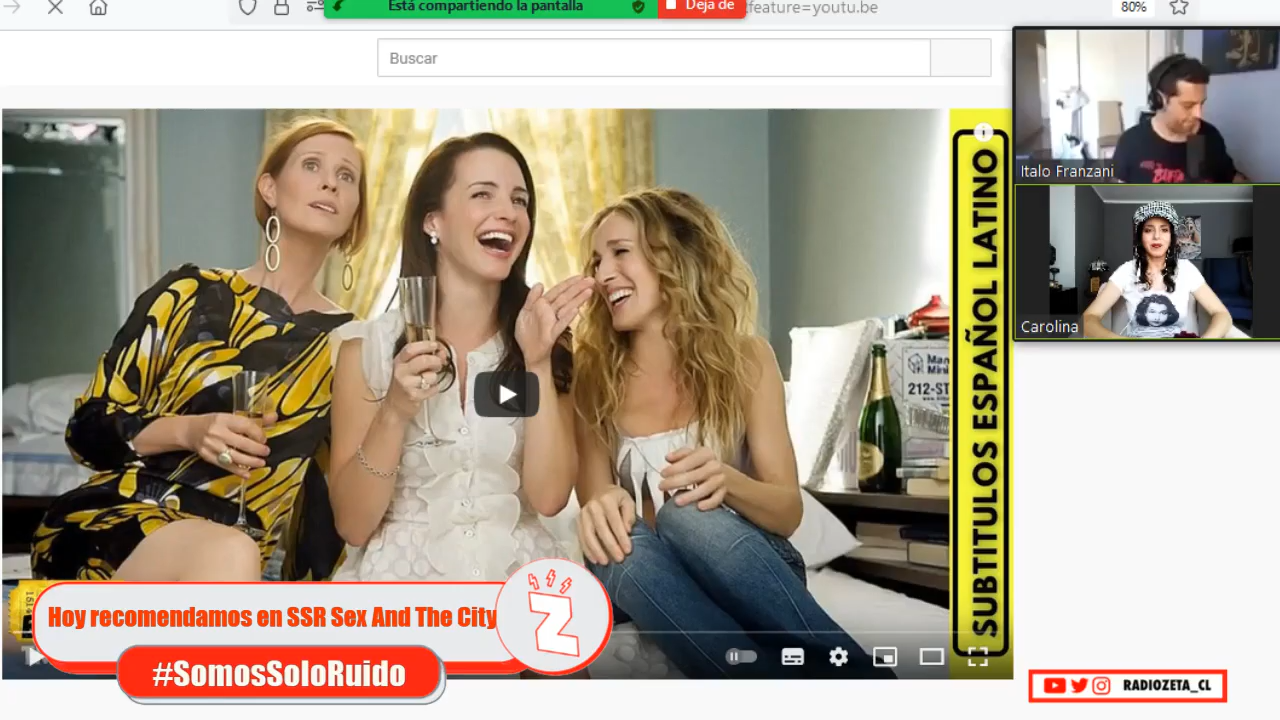 Está compartiendo la pantalla
Deja de
feature=youtu.be
80%
Buscar
Italo Franzani
Carolina
SUBTITULOS ESPAÑOL LATINO
212-ST
Hoy recomendamos en SSR Sex And The City
Z
#SomosSoloRuido
RADIOZETA_CL